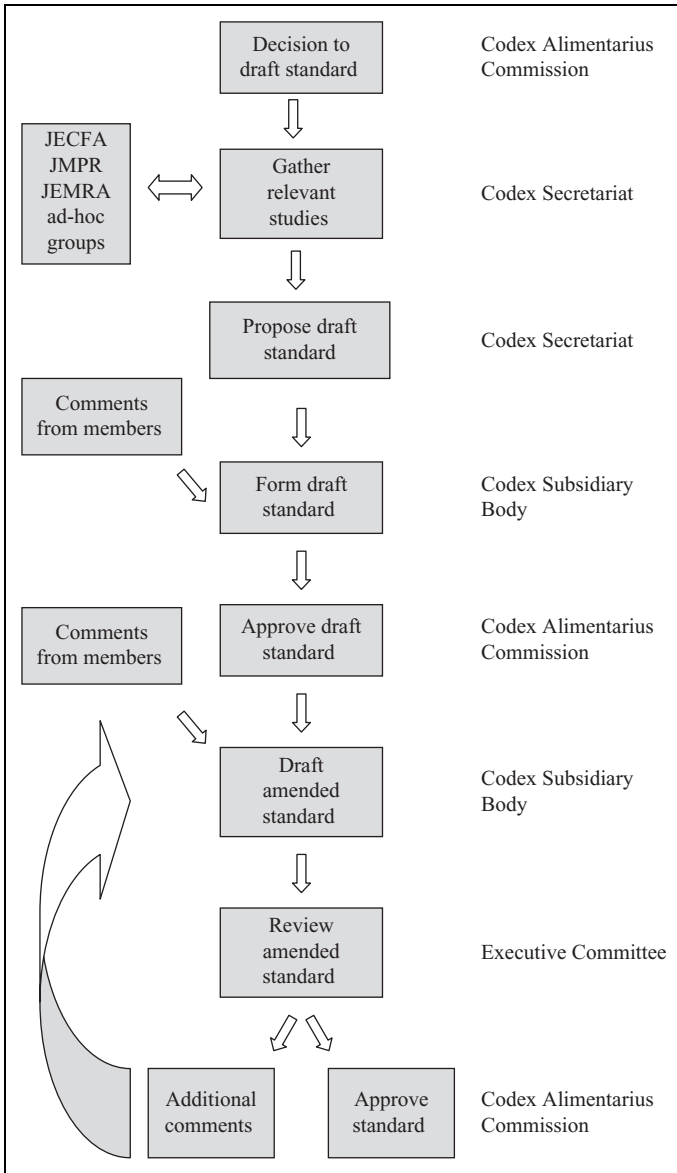 Decision to
draft standard
Codex Alimentarius
Commission
JECFA
JMPR
JEMRA
ad-hoc
groups
Gather
relevant
studies
Codex Secretariat
Propose draft
standard
Codex Secretariat
Comments
from members
Form draft
standard
Codex Subsidiary
Body
Comments
from members
Approve draft
standard
Codex Alimentarius
Commission
Draft
amended
standard
Codex Subsidiary
Body
Review
amended
standard
Executive Committee
Additional
comments
Approve
standard
Codex Alimentarius
Commission